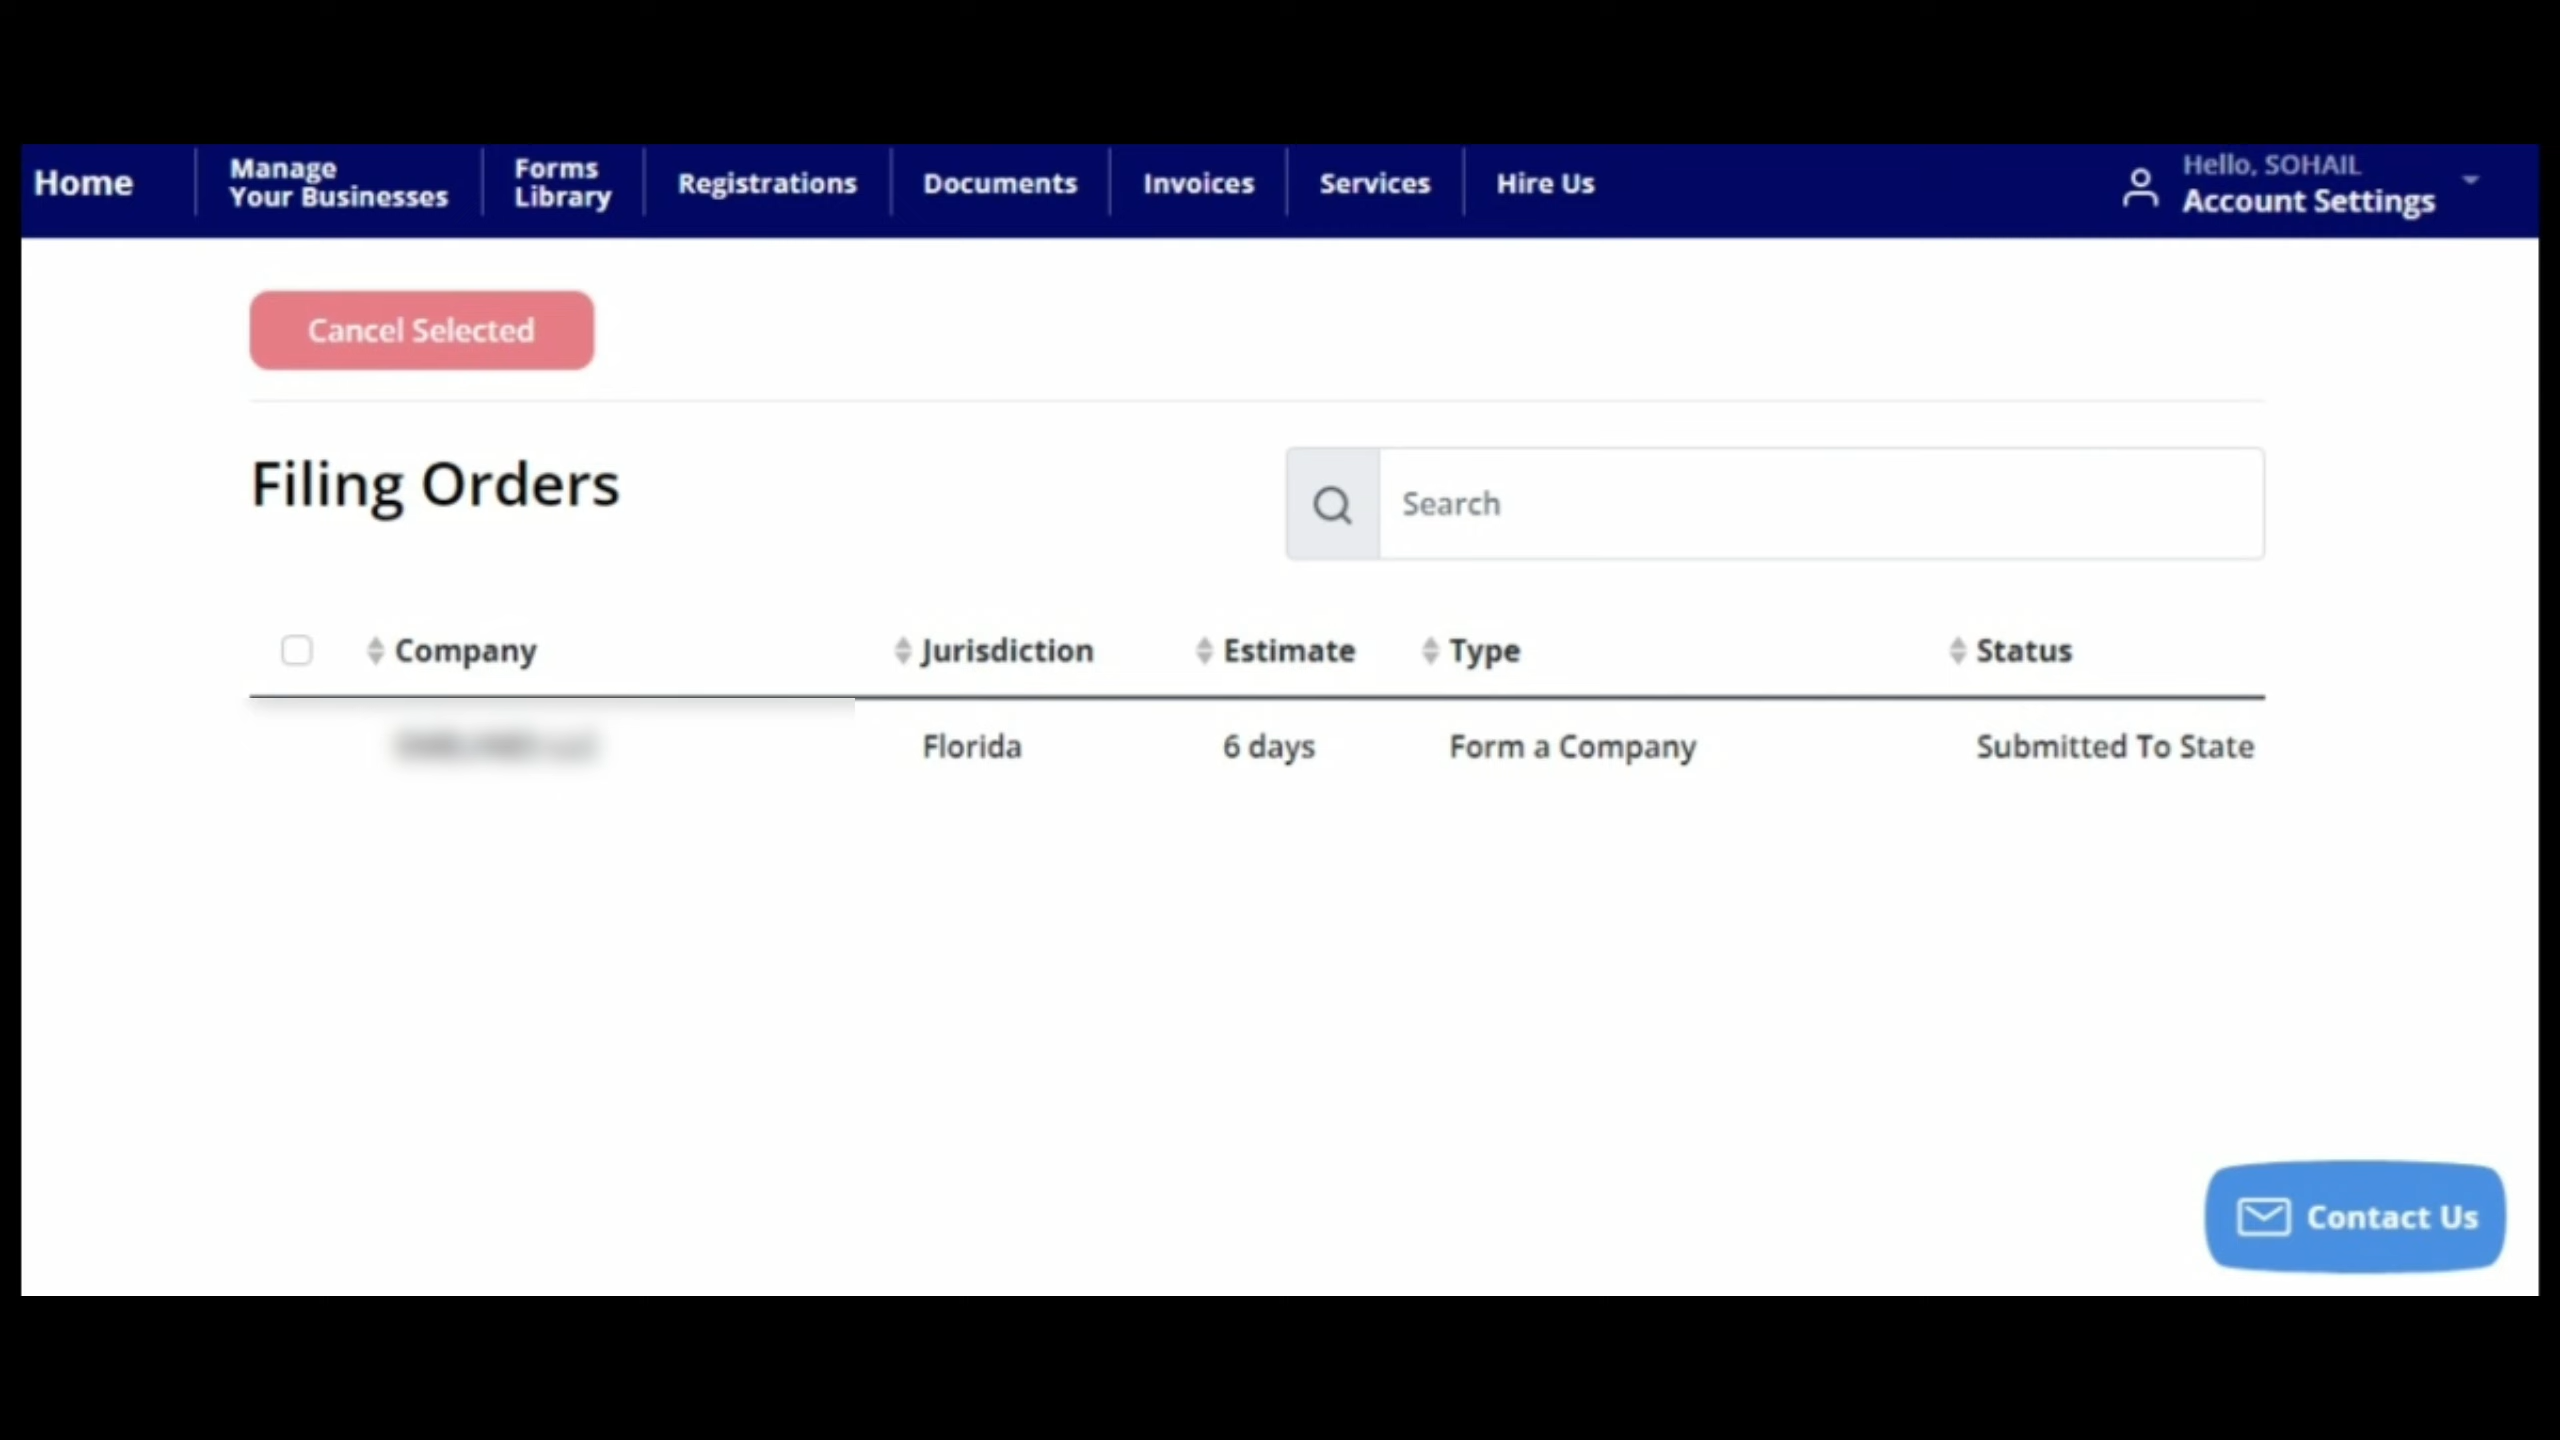 Home
Manage
Your Businesses
Forms
Library
Registrations
Documents
Invoices
Services
Hire Us
Hello, SOHAIL
Account Settings
Cancel Selected
Filing Orders
Search
Company Jurisdiction Estimate Type Status
Florida 6 days Form a Company Submitted To State
Contact Us